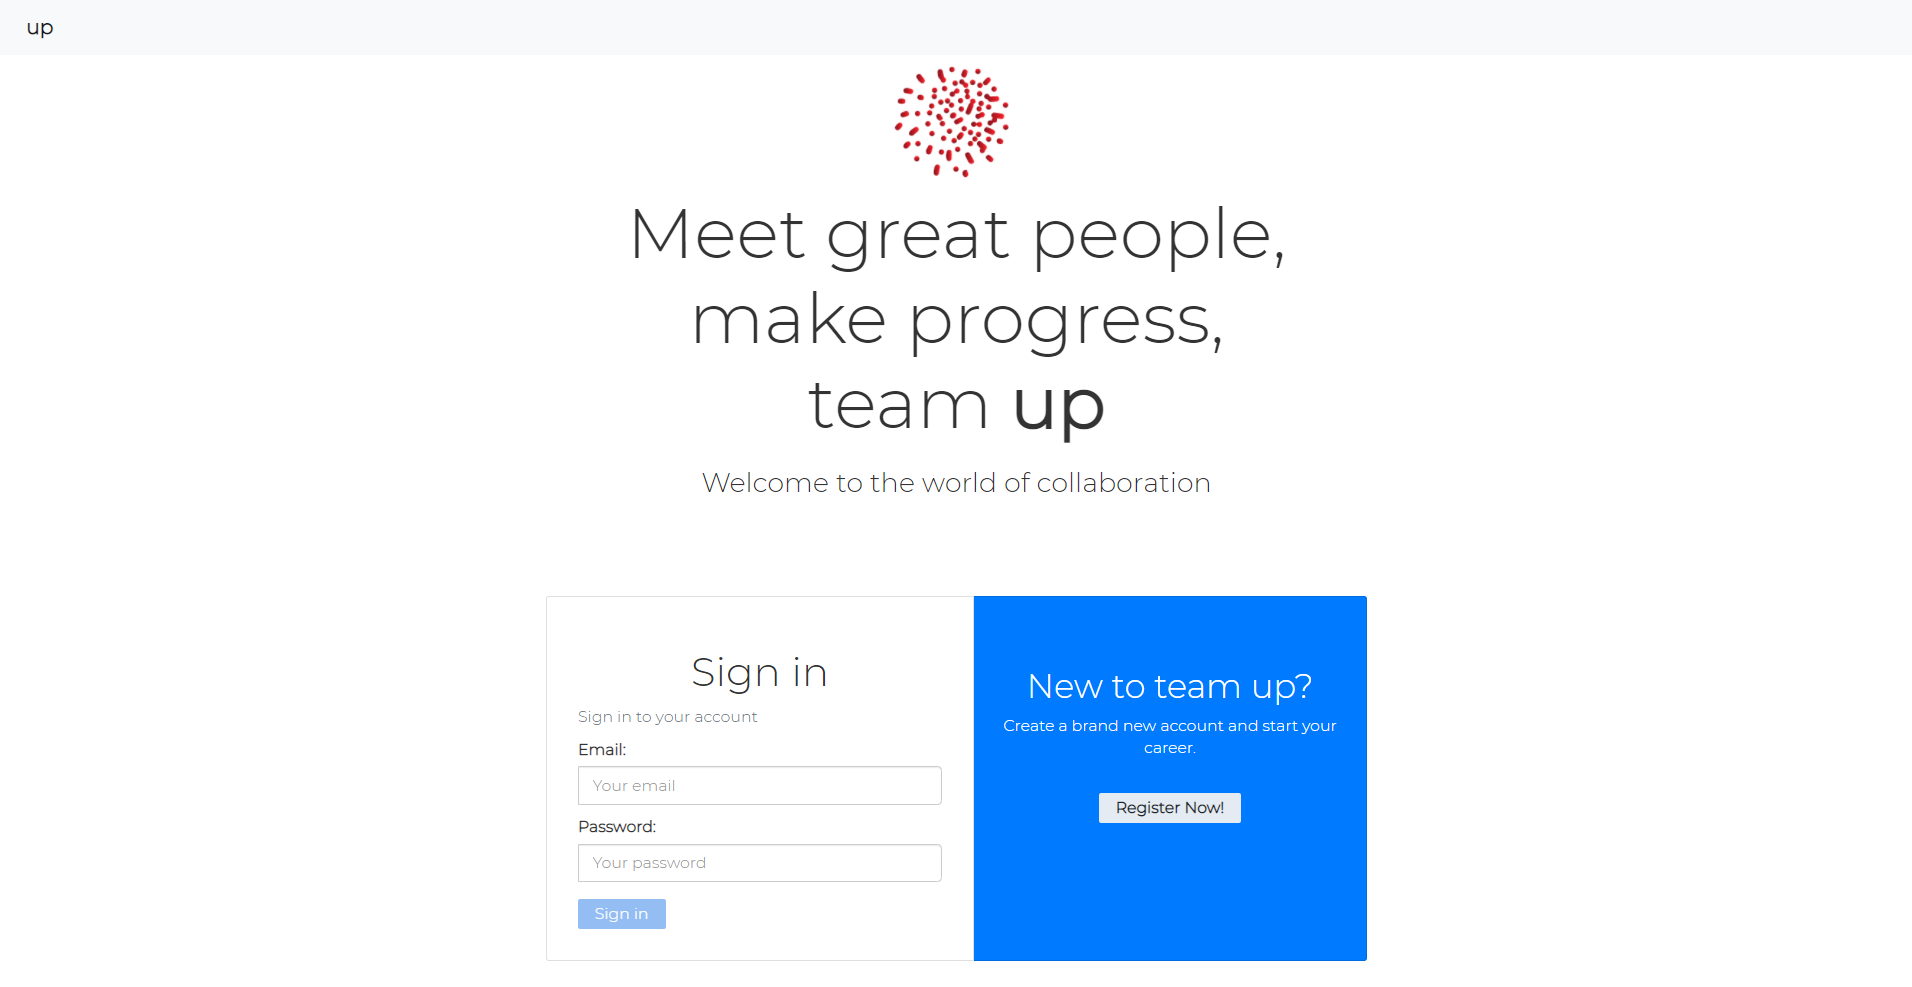 up
Meet great people,
make progress,
team up
Welcome to the world of collaboration
Sign in
Sign in to your account
Email:
Your email
Password:
Your password
Sign in
New to team up?
Create a brand new account and start your
career.
Register Now!